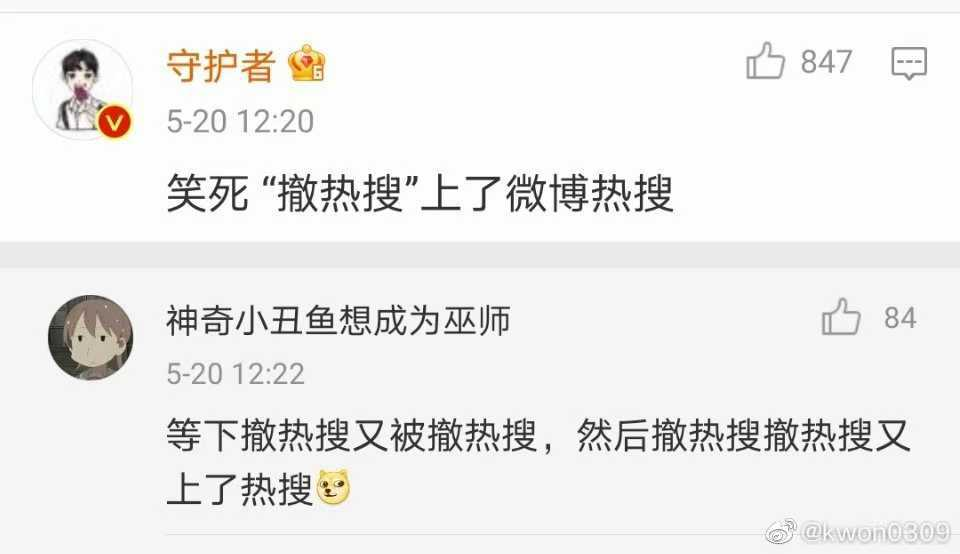 守护者 6
847
5-20 12:20
笑死 “撤热搜”上了微博热搜
神奇小丑鱼想成为巫师
84
5-20 12:22
等下撤热搜又被撤热搜，然后撤热搜撤热搜又
上了热搜
@kwon0309